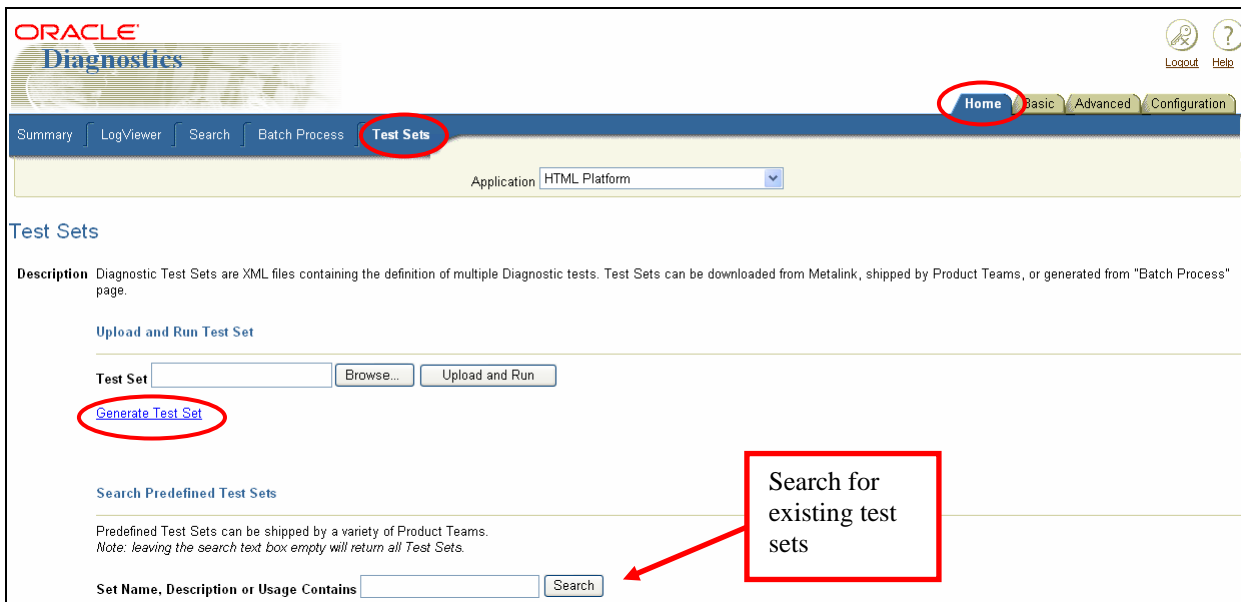 ORACLE
Diagnostics
Logout Help
Home Basic Advanced Configuration
Summary LogViewer Search Batch Process Test Sets
Application HTML Platform
Test Sets
Description Diagnostic Test Sets are XML files containing the definition of multiple Diagnostic tests. Test Sets can be downloaded from Metalink, shipped by Product Teams, or generated from "Batch Process"
page.
Upload and Run Test Set
Test Set Browse... Upload and Run
Generate Test Set
Search Predefined Test Sets
Predefined Test Sets can be shipped by a variety of Product Teams.
Note: leaving the search text box empty will return all Test Sets.
Set Name, Description or Usage Contains Search
Search for
existing test
sets